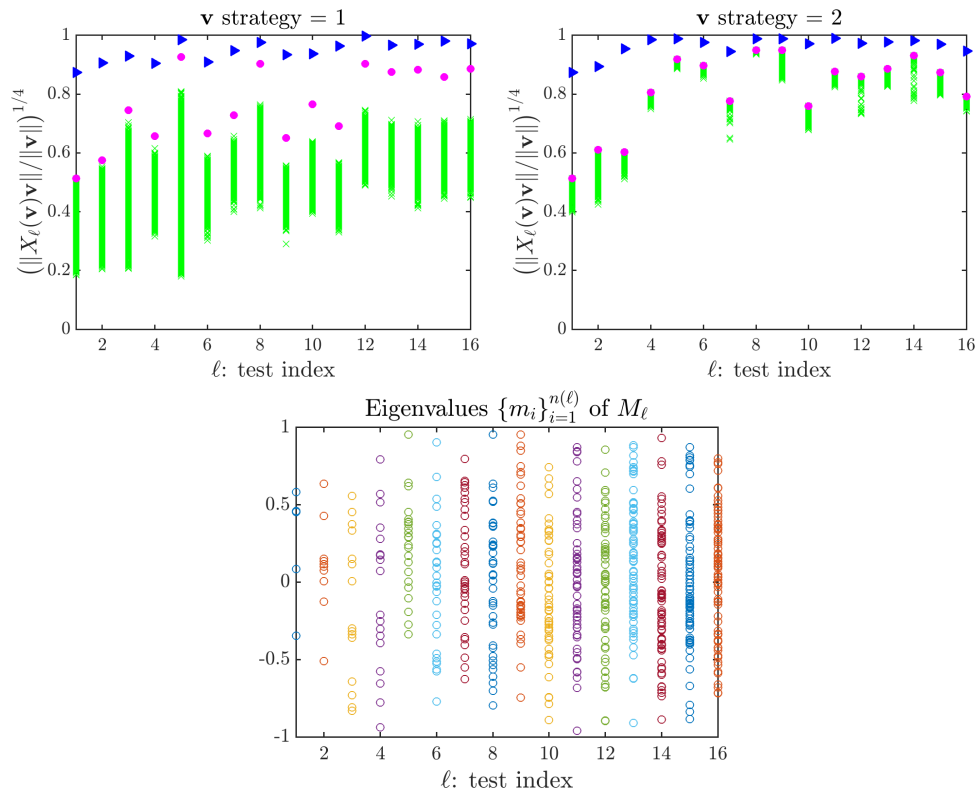 v strategy = 1
(‖X_ℓ(v)v‖/‖v‖)^{1/4}
1
0.8
0.6
0.4
0.2
0
2 4 6 8 10 12 14 16
ℓ: test index
v strategy = 2
(‖X_ℓ(v)v‖/‖v‖)^{1/4}
1
0.8
0.6
0.4
0.2
0
2 4 6 8 10 12 14 16
ℓ: test index
Eigenvalues {m_i}_{i=1}^{n(ℓ)} of M_ℓ
1
0.5
0
-0.5
-1
2 4 6 8 10 12 14 16
ℓ: test index